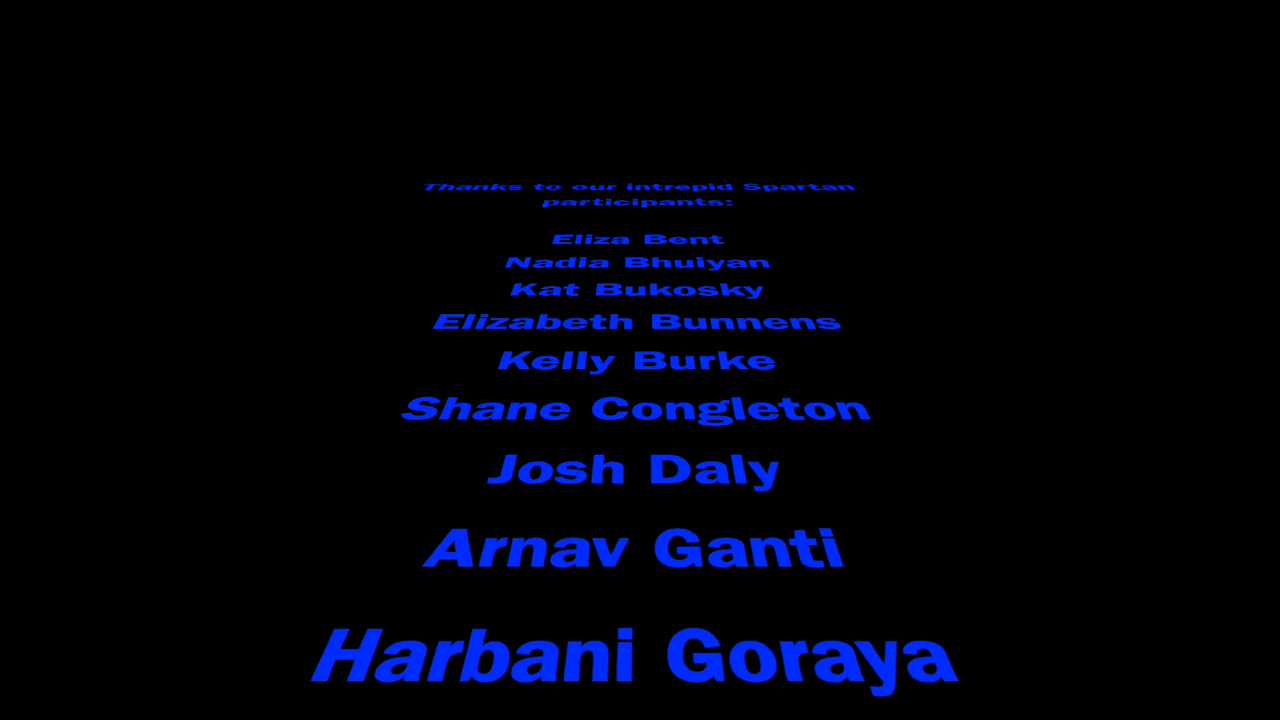 Thanks to our intrepid Spartan
participants:
Eliza Bent
Nadia Bhuiyan
Kat Bukosky
Elizabeth Bunnens
Kelly Burke
Shane Congleton
Josh Daly
Arnav Ganti
Harbani Goraya